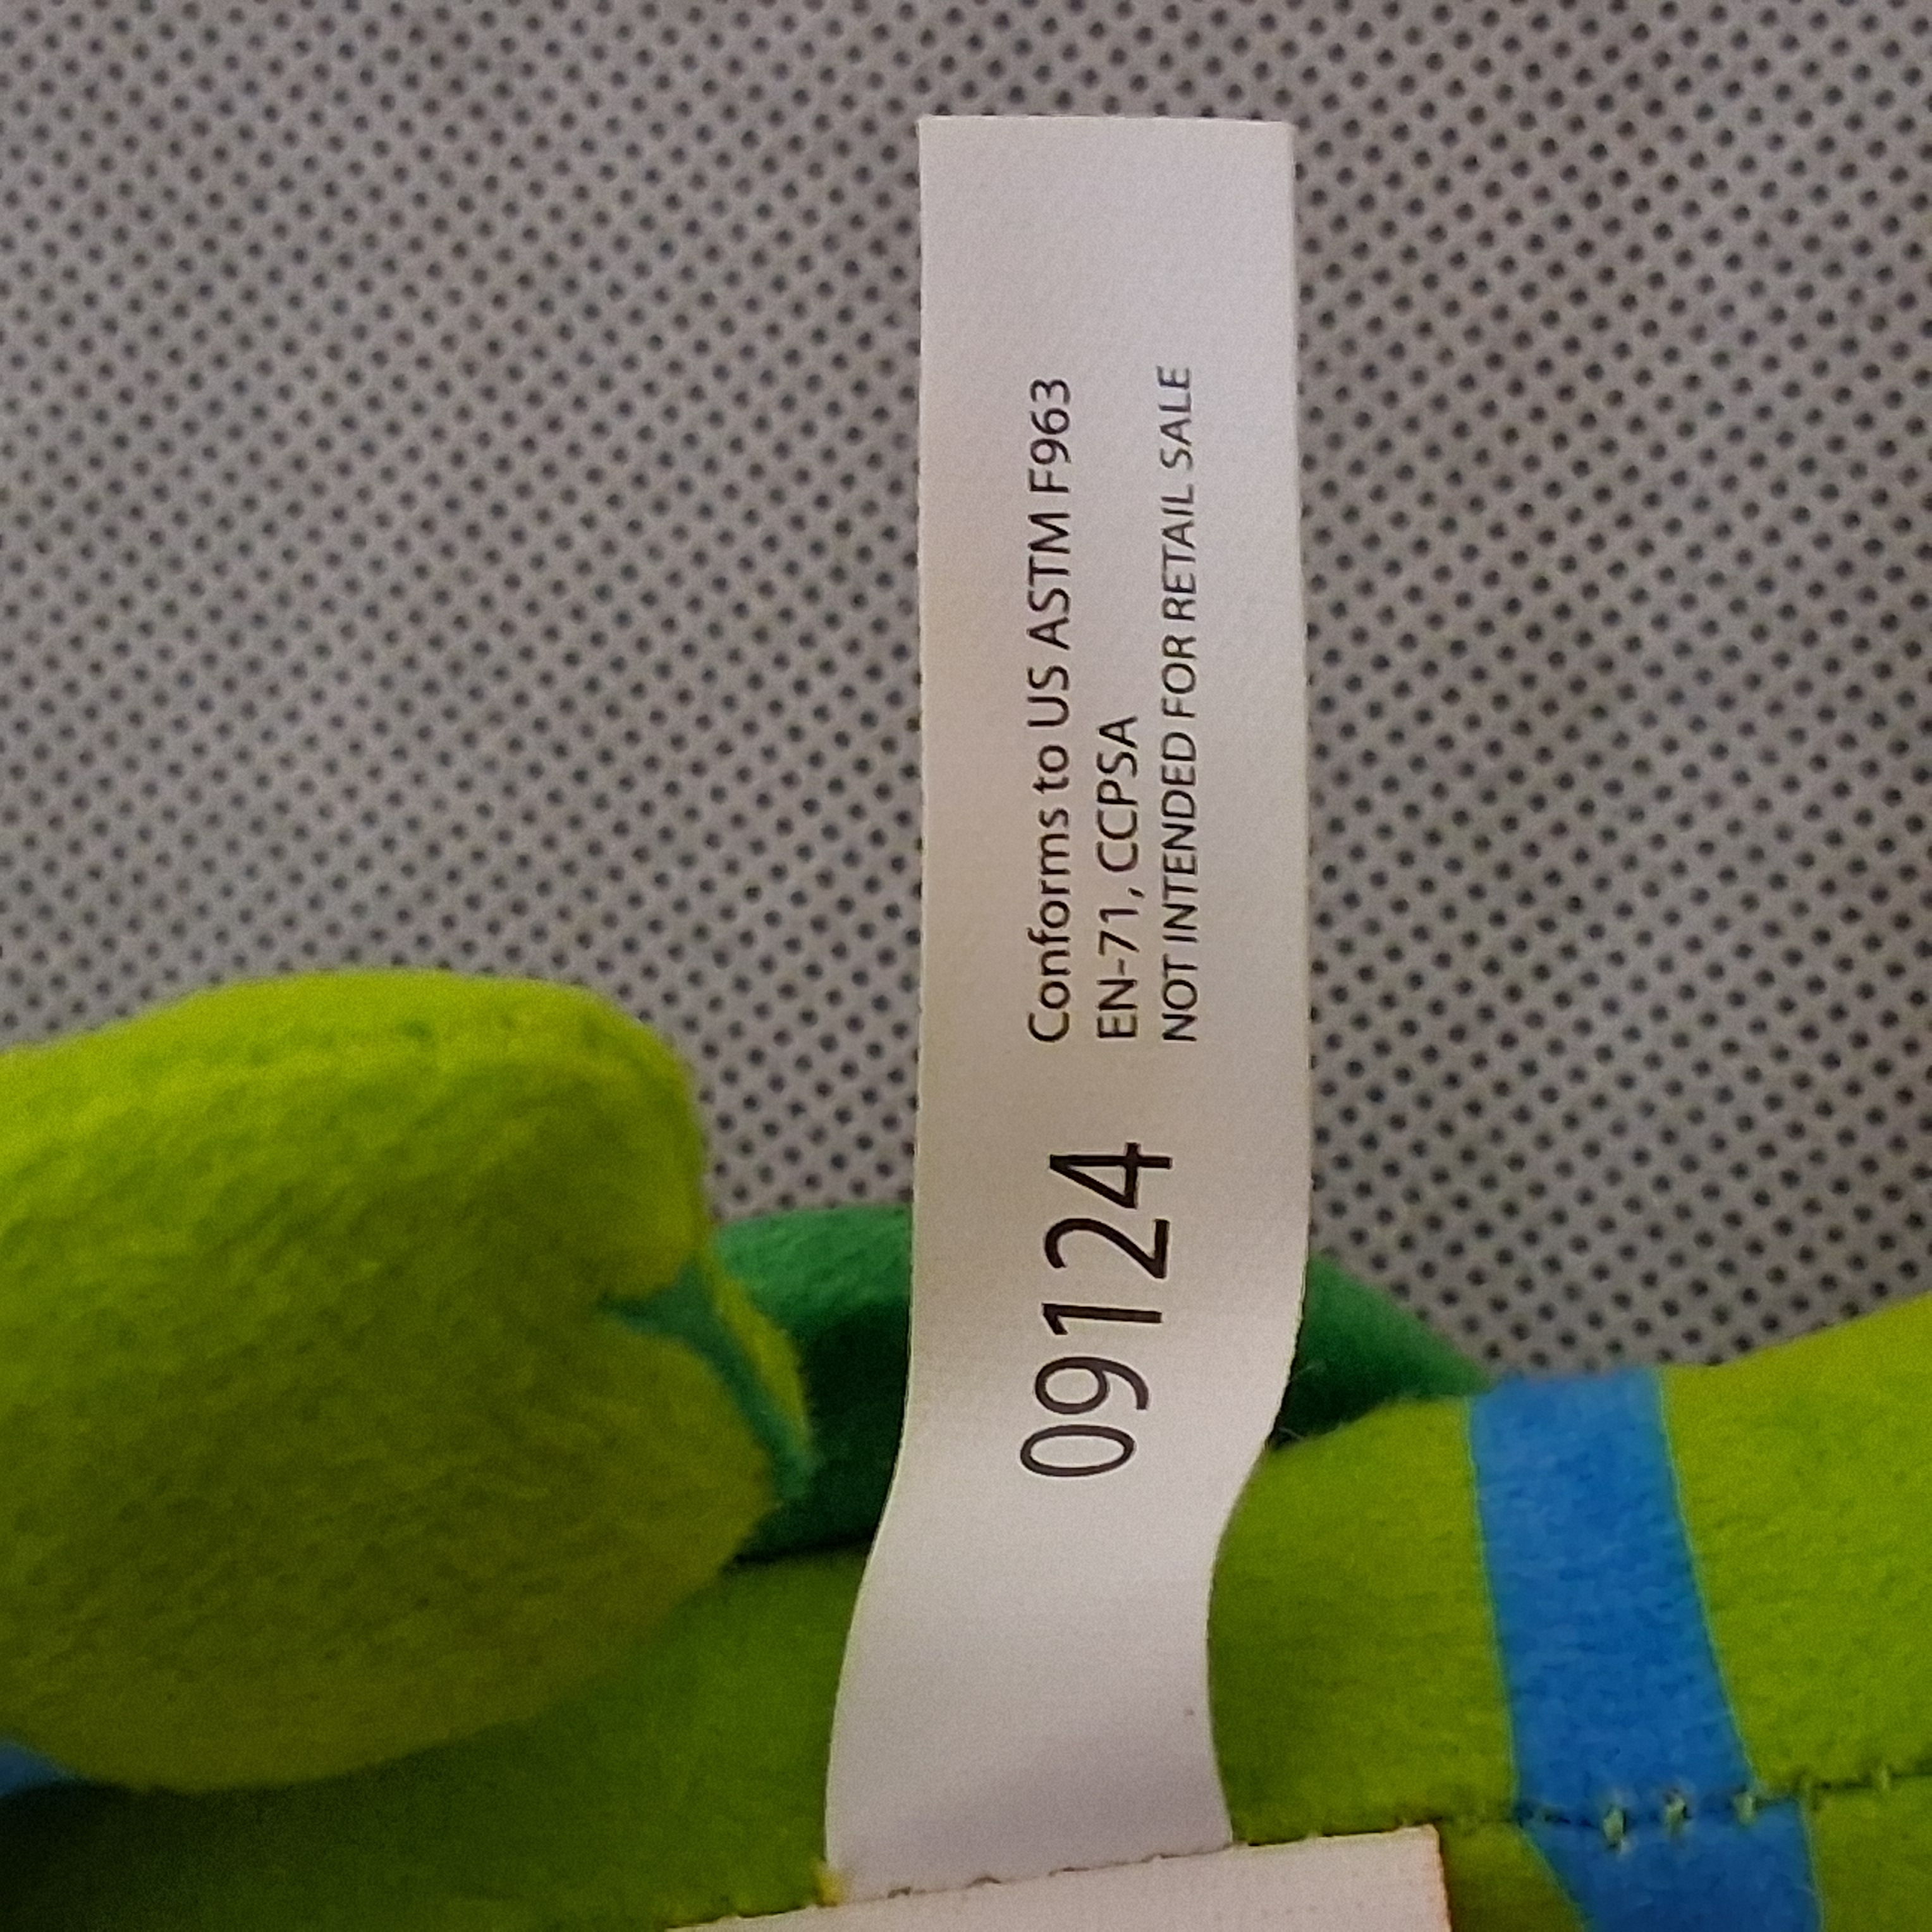 09124
Conforms to US ASTM F963
EN-71, CCPSA
NOT INTENDED FOR RETAIL SALE